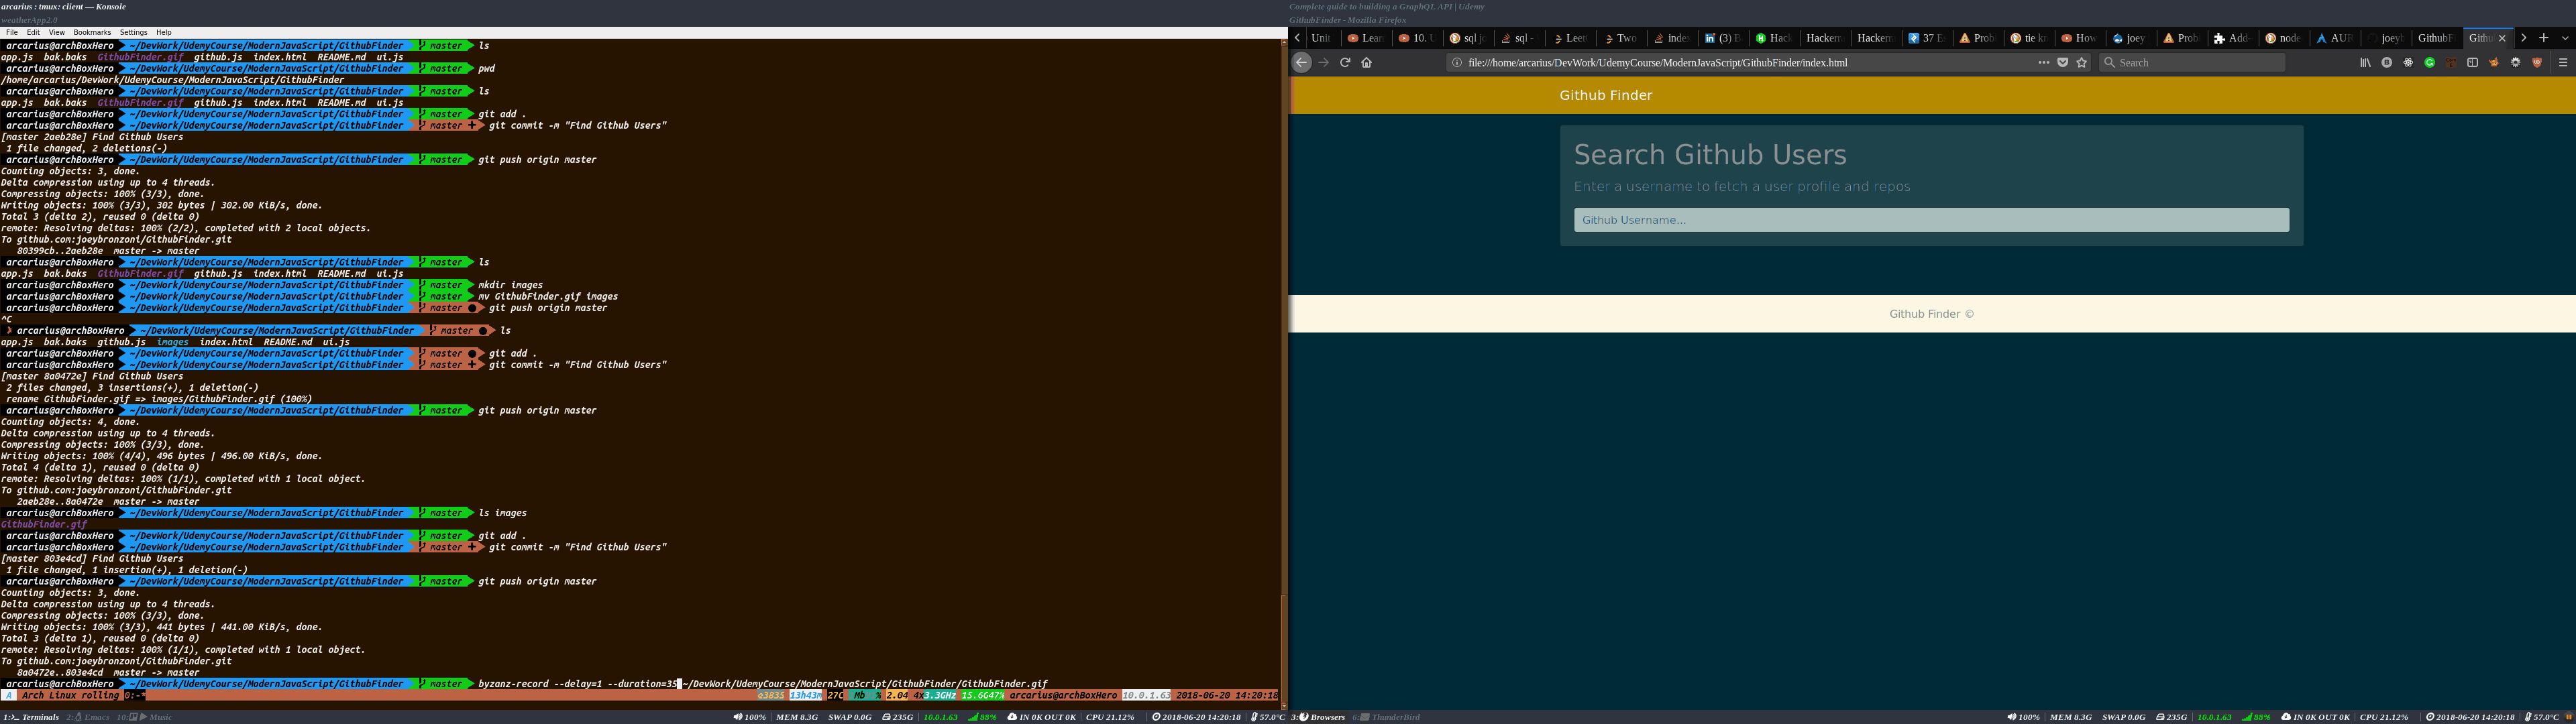 arcarius : tmux: client — Konsole
weatherApp2.0
File Edit View Bookmarks Settings Help
arcarius@archBoxHero ~/DevWork/UdemyCourse/ModernJavaScript/GithubFinder master ls
app.js bak.baks GithubFinder.gif github.js index.html README.md ui.js
arcarius@archBoxHero ~/DevWork/UdemyCourse/ModernJavaScript/GithubFinder master pwd
/home/arcarius/DevWork/UdemyCourse/ModernJavaScript/GithubFinder
arcarius@archBoxHero ~/DevWork/UdemyCourse/ModernJavaScript/GithubFinder master ls
app.js bak.baks GithubFinder.gif github.js index.html README.md ui.js
arcarius@archBoxHero ~/DevWork/UdemyCourse/ModernJavaScript/GithubFinder master git add .
arcarius@archBoxHero ~/DevWork/UdemyCourse/ModernJavaScript/GithubFinder master + git commit -m "Find Github Users"
[master 2aeb28e] Find Github Users
1 file changed, 2 deletions(-)
arcarius@archBoxHero ~/DevWork/UdemyCourse/ModernJavaScript/GithubFinder master git push origin master
Counting objects: 3, done.
Delta compression using up to 4 threads.
Compressing objects: 100% (3/3), done.
Writing objects: 100% (3/3), 302 bytes | 302.00 KiB/s, done.
Total 3 (delta 2), reused 0 (delta 0)
remote: Resolving deltas: 100% (2/2), completed with 2 local objects.
To github.com:joeybronzoni/GithubFinder.git
80399cb..2aeb28e master -> master
arcarius@archBoxHero ~/DevWork/UdemyCourse/ModernJavaScript/GithubFinder master ls
app.js bak.baks GithubFinder.gif github.js index.html README.md ui.js
arcarius@archBoxHero ~/DevWork/UdemyCourse/ModernJavaScript/GithubFinder master mkdir images
arcarius@archBoxHero ~/DevWork/UdemyCourse/ModernJavaScript/GithubFinder master mv GithubFinder.gif images
arcarius@archBoxHero ~/DevWork/UdemyCourse/ModernJavaScript/GithubFinder master ● git push origin master
^C
✘ arcarius@archBoxHero ~/DevWork/UdemyCourse/ModernJavaScript/GithubFinder master ● ls
app.js bak.baks github.js images index.html README.md ui.js
arcarius@archBoxHero ~/DevWork/UdemyCourse/ModernJavaScript/GithubFinder master ● git add .
arcarius@archBoxHero ~/DevWork/UdemyCourse/ModernJavaScript/GithubFinder master + git commit -m "Find Github Users"
[master 8a0472e] Find Github Users
2 files changed, 3 insertions(+), 1 deletion(-)
rename GithubFinder.gif => images/GithubFinder.gif (100%)
arcarius@archBoxHero ~/DevWork/UdemyCourse/ModernJavaScript/GithubFinder master git push origin master
Counting objects: 4, done.
Delta compression using up to 4 threads.
Compressing objects: 100% (3/3), done.
Writing objects: 100% (4/4), 496 bytes | 496.00 KiB/s, done.
Total 4 (delta 1), reused 0 (delta 0)
remote: Resolving deltas: 100% (1/1), completed with 1 local object.
To github.com:joeybronzoni/GithubFinder.git
2aeb28e..8a0472e master -> master
arcarius@archBoxHero ~/DevWork/UdemyCourse/ModernJavaScript/GithubFinder master ls images
GithubFinder.gif
arcarius@archBoxHero ~/DevWork/UdemyCourse/ModernJavaScript/GithubFinder master git add .
arcarius@archBoxHero ~/DevWork/UdemyCourse/ModernJavaScript/GithubFinder master + git commit -m "Find Github Users"
[master 803e4cd] Find Github Users
1 file changed, 1 insertion(+), 1 deletion(-)
arcarius@archBoxHero ~/DevWork/UdemyCourse/ModernJavaScript/GithubFinder master git push origin master
Counting objects: 3, done.
Delta compression using up to 4 threads.
Compressing objects: 100% (3/3), done.
Writing objects: 100% (3/3), 441 bytes | 441.00 KiB/s, done.
Total 3 (delta 1), reused 0 (delta 0)
remote: Resolving deltas: 100% (1/1), completed with 1 local object.
To github.com:joeybronzoni/GithubFinder.git
8a0472e..803e4cd master -> master
arcarius@archBoxHero ~/DevWork/UdemyCourse/ModernJavaScript/GithubFinder master byzanz-record --delay=1 --duration=35 ~/DevWork/UdemyCourse/ModernJavaScript/GithubFinder/GithubFinder.gif
A Arch Linux rolling 0:-* e3835 13h43m 27C Mb % 2.04 4x3.3GHz 15.6G47% arcarius@archBoxHero 10.0.1.63 2018-06-20 14:20:18
1: Terminals 2: Emacs 10: Music 100% MEM 8.3G SWAP 0.0G 235G 10.0.1.63 88% IN 0K OUT 0K CPU 21.12% 2018-06-20 14:20:18 57.0°C
Complete guide to building a GraphQL API | Udemy
GithubFinder - Mozilla Firefox
Unit Lear 10. U sql j sql - Leet Two index (3) B Hack Hacker Hacker 37 E Prob tie k How joey Prob Add- node AUR joey GithubF Githu
file:///home/arcarius/DevWork/UdemyCourse/ModernJavaScript/GithubFinder/index.html Search
Github Finder
Search Github Users
Enter a username to fetch a user profile and repos
Github Username...
Github Finder ©
3: Browsers 6: ThunderBird 100% MEM 8.3G SWAP 0.0G 235G 10.0.1.63 88% IN 0K OUT 0K CPU 21.12% 2018-06-20 14:20:18 57.0°C